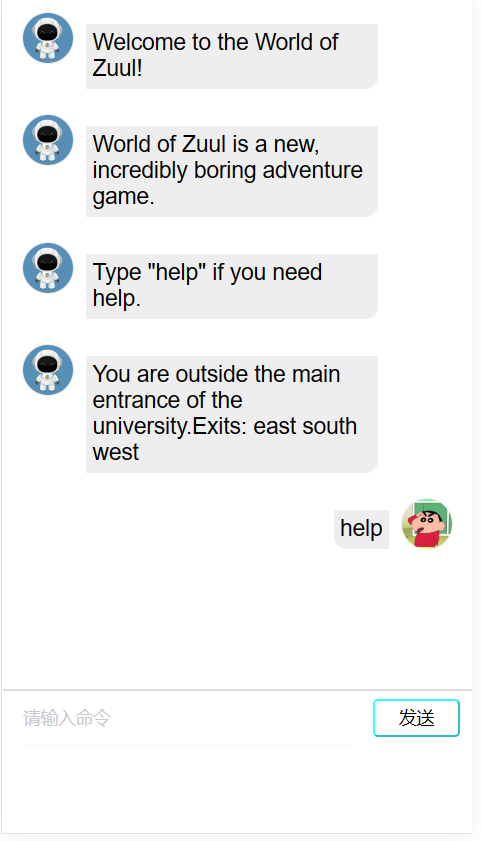 Welcome to the World of
Zuul!
World of Zuul is a new,
incredibly boring adventure
game.
Type "help" if you need
help.
You are outside the main
entrance of the
university.Exits: east south
west
help
请输入命令
发送